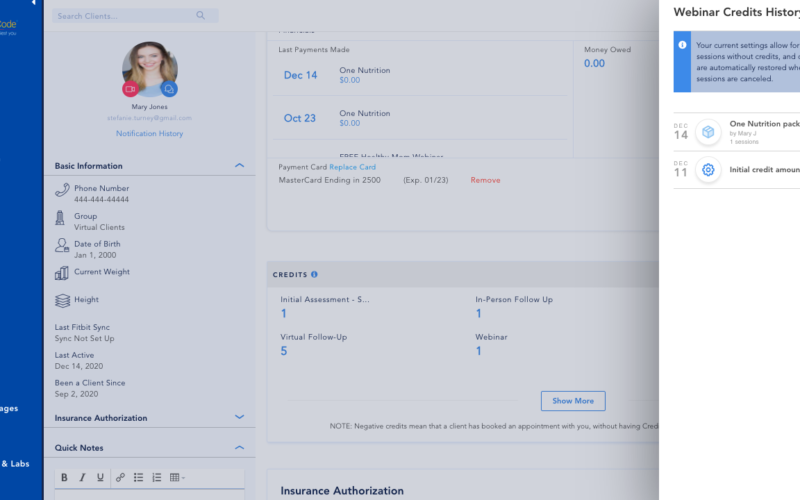 Code
Search Clients...
Mary Jones
stefanie.turney@gmail.com
Notification History
Basic Information
Phone Number
444-444-44444
Group
Virtual Clients
Date of Birth
Jan 1, 2000
Current Weight
Height
Last Fitbit Sync
Sync Not Set Up
Last Active
Dec 14, 2020
Been a Client Since
Sep 2, 2020
Insurance Authorization
Quick Notes
B I U
ages
& Labs
Last Payments Made
Dec 14
One Nutrition
$0.00
Oct 23
One Nutrition
$0.00
FREE Healthy Mom Webinar
Money Owed
0.00
Payment Card Replace Card
MasterCard Ending in 2500 (Exp. 01/23) Remove
CREDITS
Initial Assessment - S...
1
In-Person Follow Up
1
Virtual Follow-Up
5
Webinar
1
Show More
NOTE: Negative credits mean that a client has booked an appointment with you, without having Cred
Insurance Authorization
Webinar Credits History
Your current settings allow for
sessions without credits, and
are automatically restored
sessions are canceled.
DEC
14
One Nutrition pack
by Mary J
1 sessions
DEC
11
Initial credit amoun